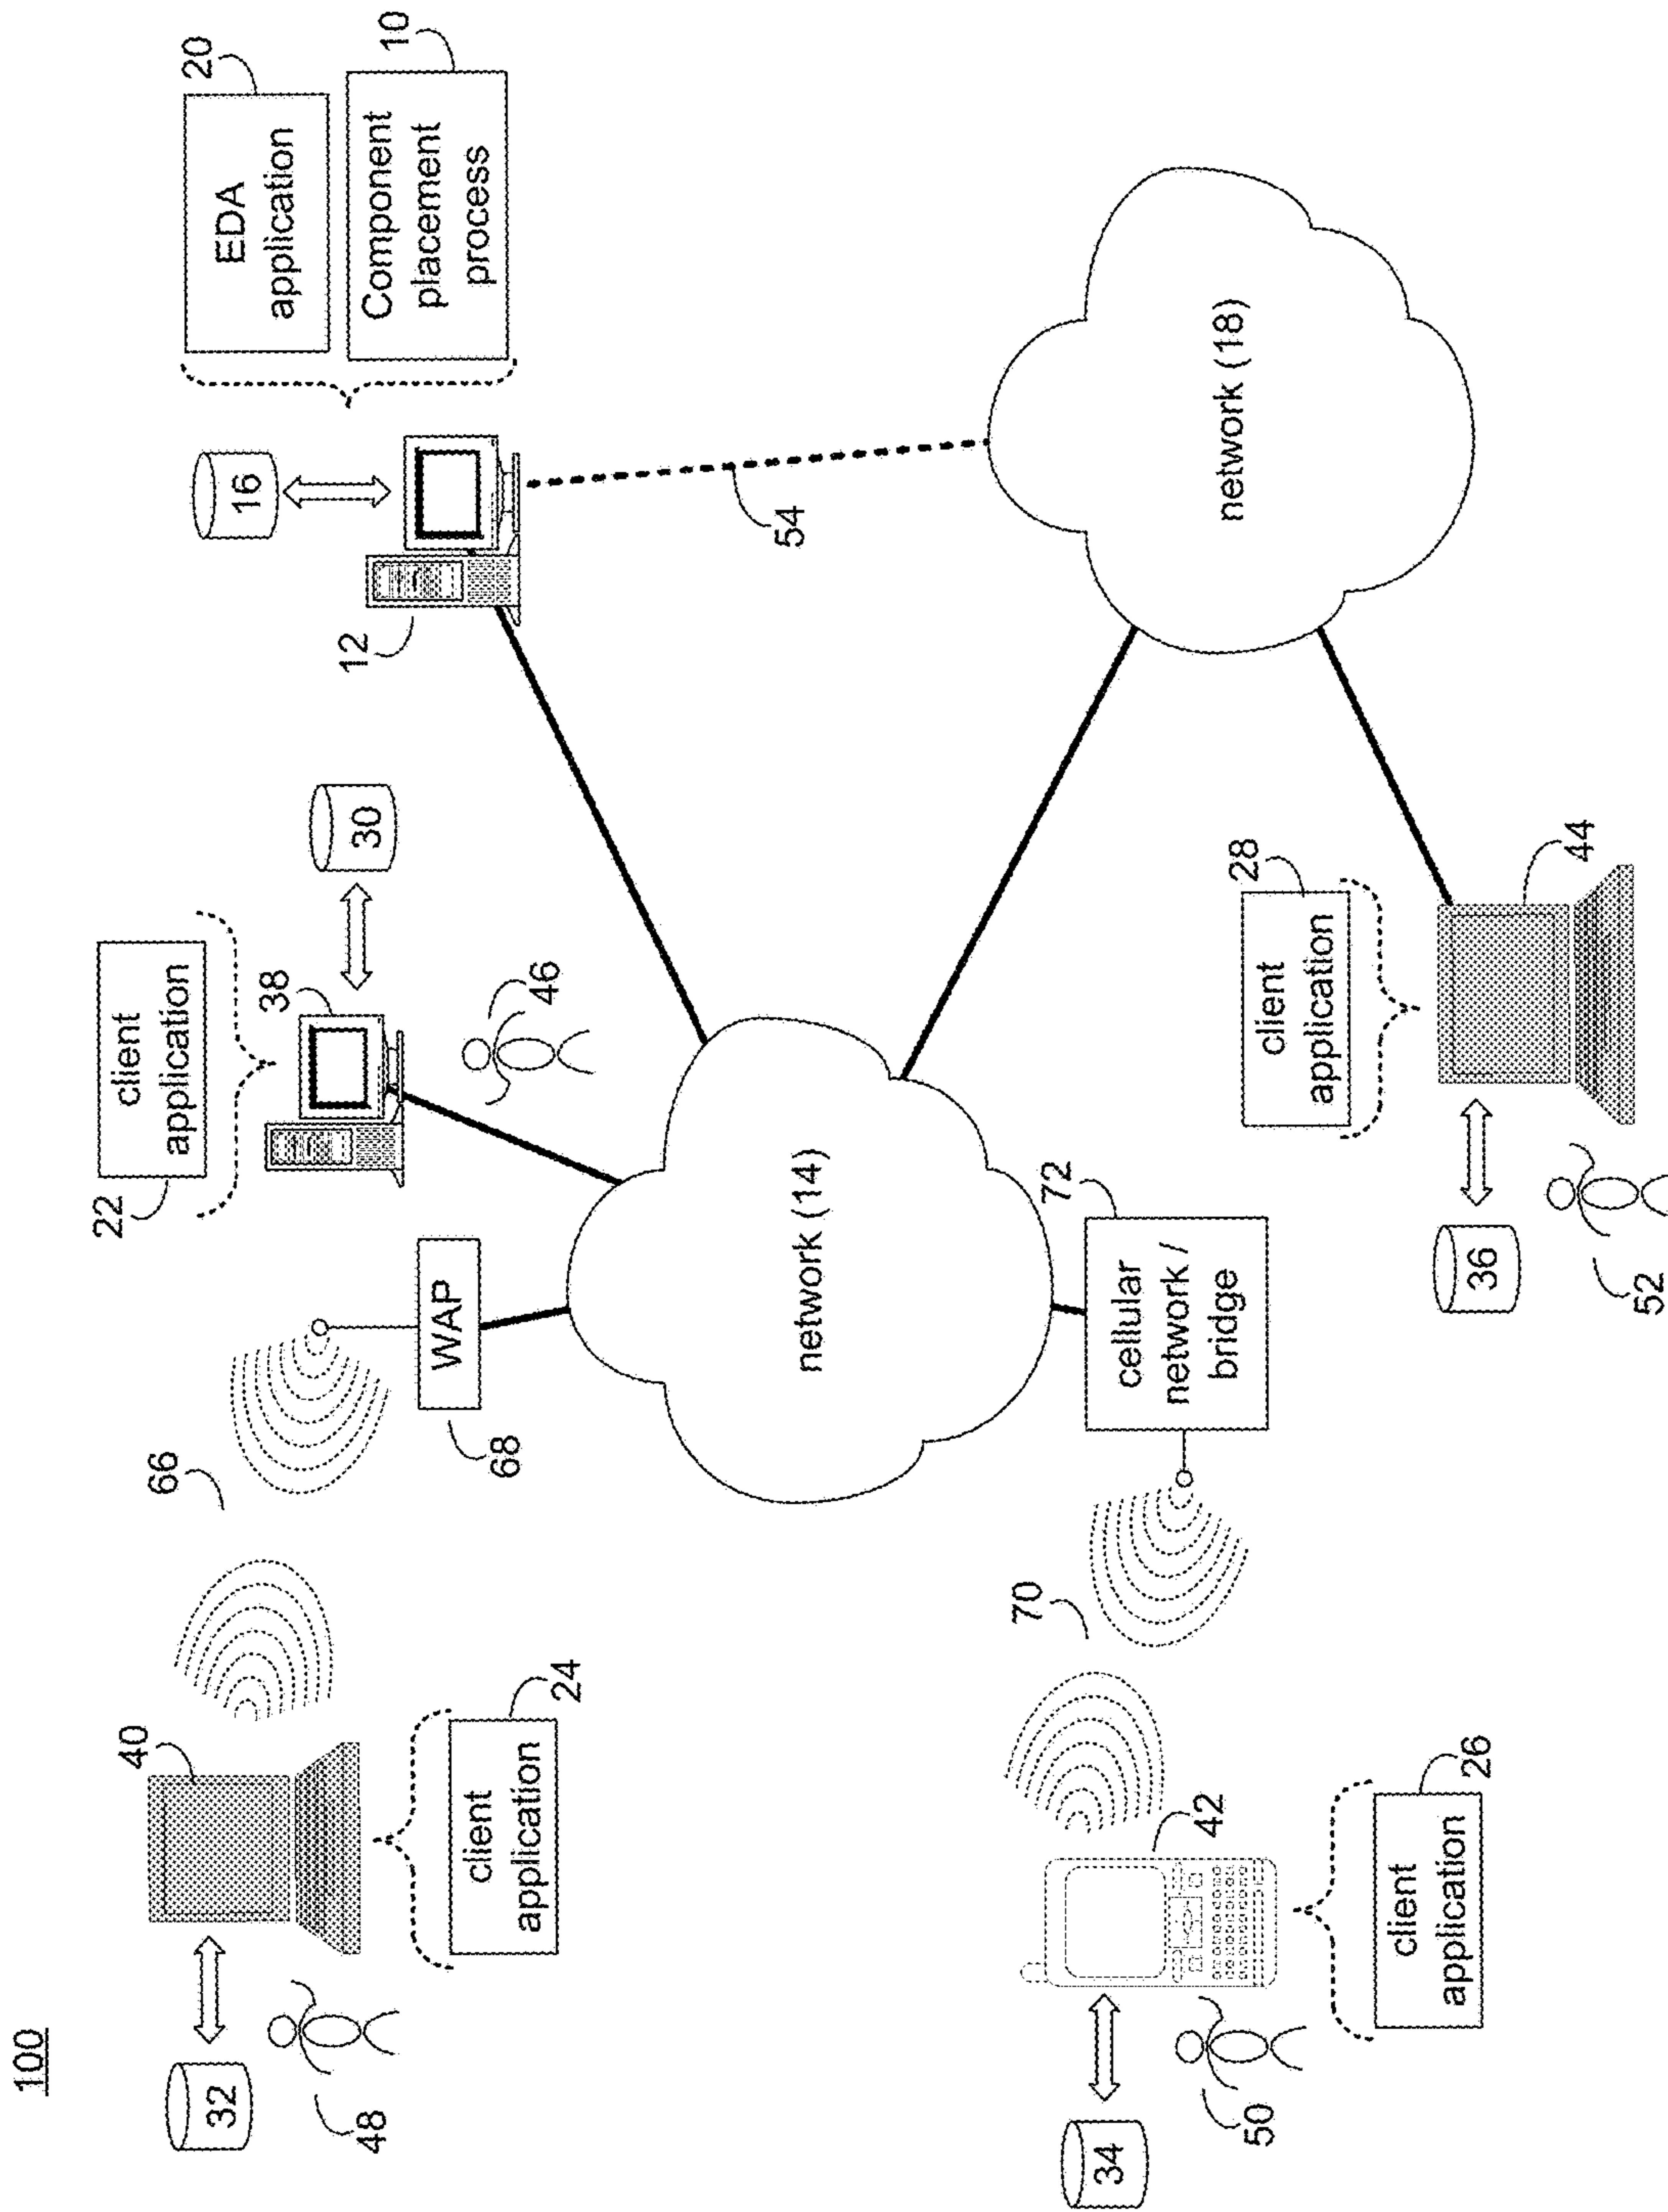 100
22
client
application
40
66
20
EDA
application
32
16
38
12
30
48
10
Component
placement
process
WAP
68
46
24
client
application
54
network (14)
70
72
34
42
50
cellular
network /
bridge
network (18)
28
client
application
26
client
application
36
44
52